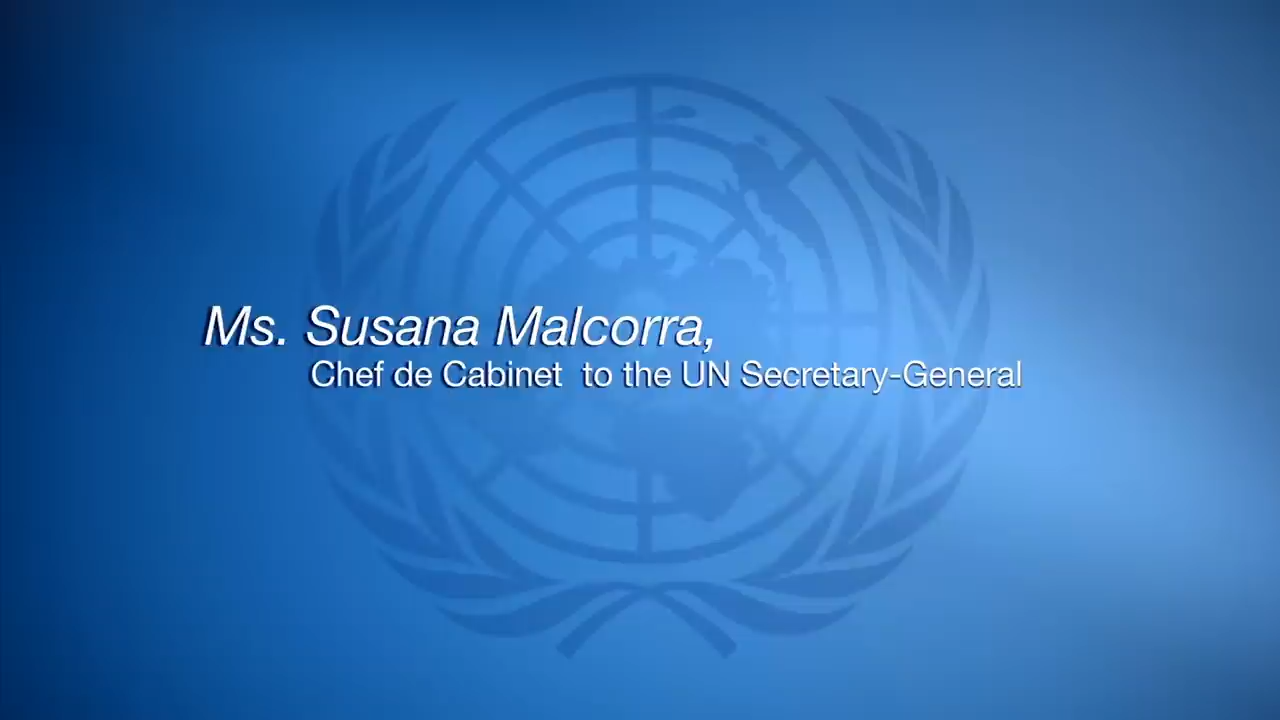 Ms. Susana Malcorra,
Chef de Cabinet  to the UN Secretary-General